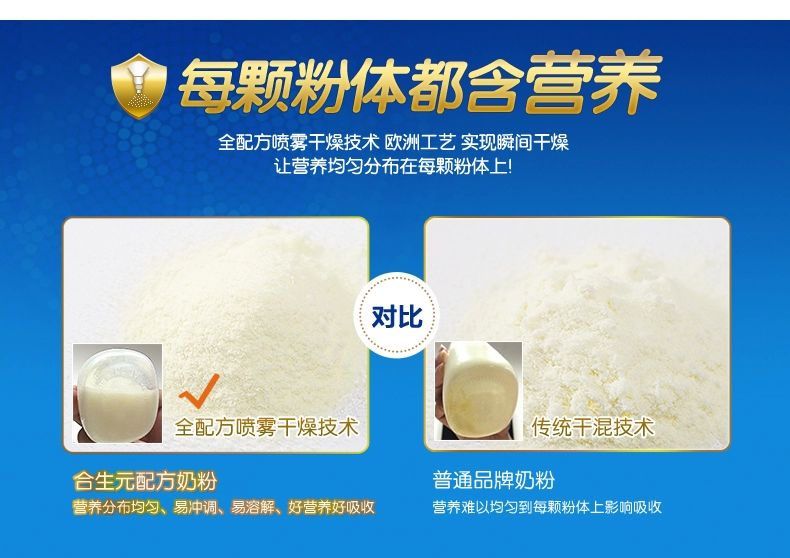 每颗粉体都含营养
全配方喷雾干燥技术 欧洲工艺 实现瞬间干燥
让营养均匀分布在每颗粉体上!
对比
全配方喷雾干燥技术
传统干混技术
合生元配方奶粉
营养分布均匀、易冲调、易溶解、好营养好吸收
普通品牌奶粉
营养难以均匀到每颗粉体上影响吸收